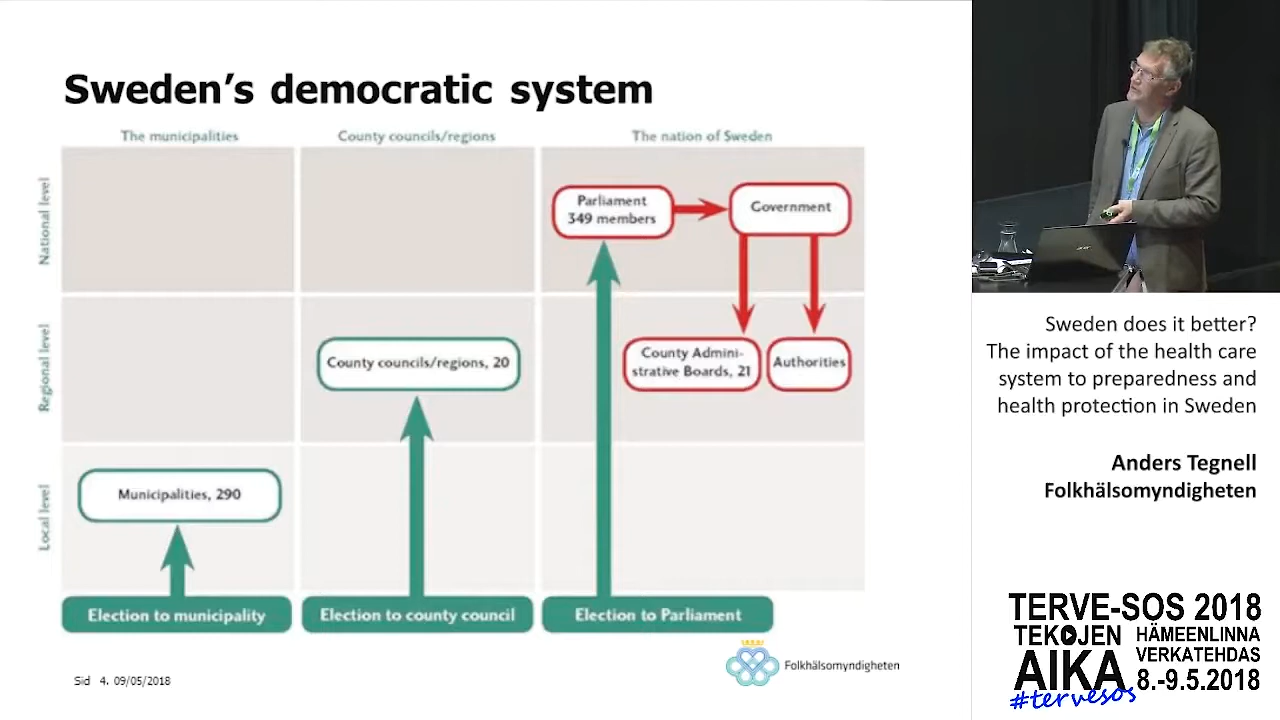 Sweden's democratic system
The municipalities
County councils/regions
The nation of Sweden
National level
Parliament
349 members
Government
Regional level
County councils/regions, 20
County Admini-
strative Boards, 21
Authorities
Local level
Municipalities, 290
Election to municipality
Election to county council
Election to Parliament
Folkhälsomyndigheten
Sid 4. 09/05/2018
Sweden does it better?
The impact of the health care
system to preparedness and
health protection in Sweden
Anders Tegnell
Folkhälsomyndigheten
TERVE-SOS 2018
TEKOJEN
AIKA
HÄMEENLINNA
VERKATEHDAS
8.-9.5.2018
#tervesos